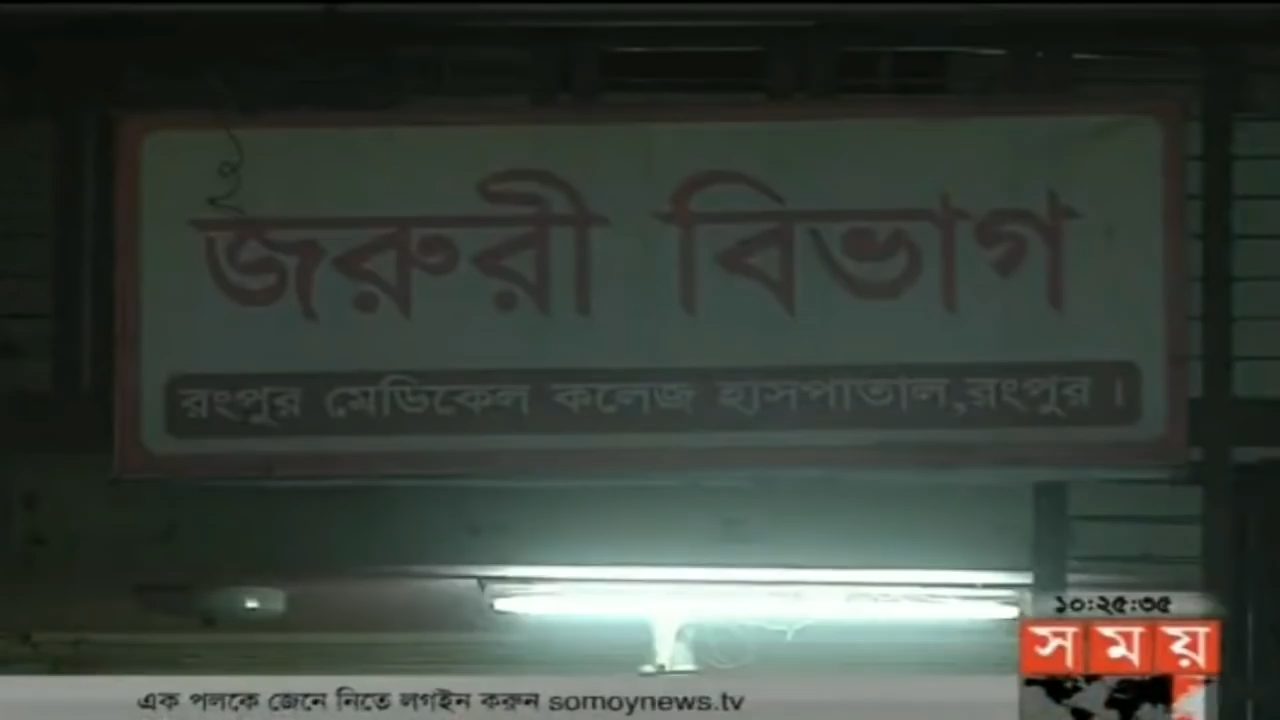 জরুরী বিভাগ
রংপুর মেডিকেল কলেজ হাসপাতাল,রংপুর।
১০:২৫:৩৫
সময়
এক পলকে জেনে নিতে লগইন করুন somoynews.tv